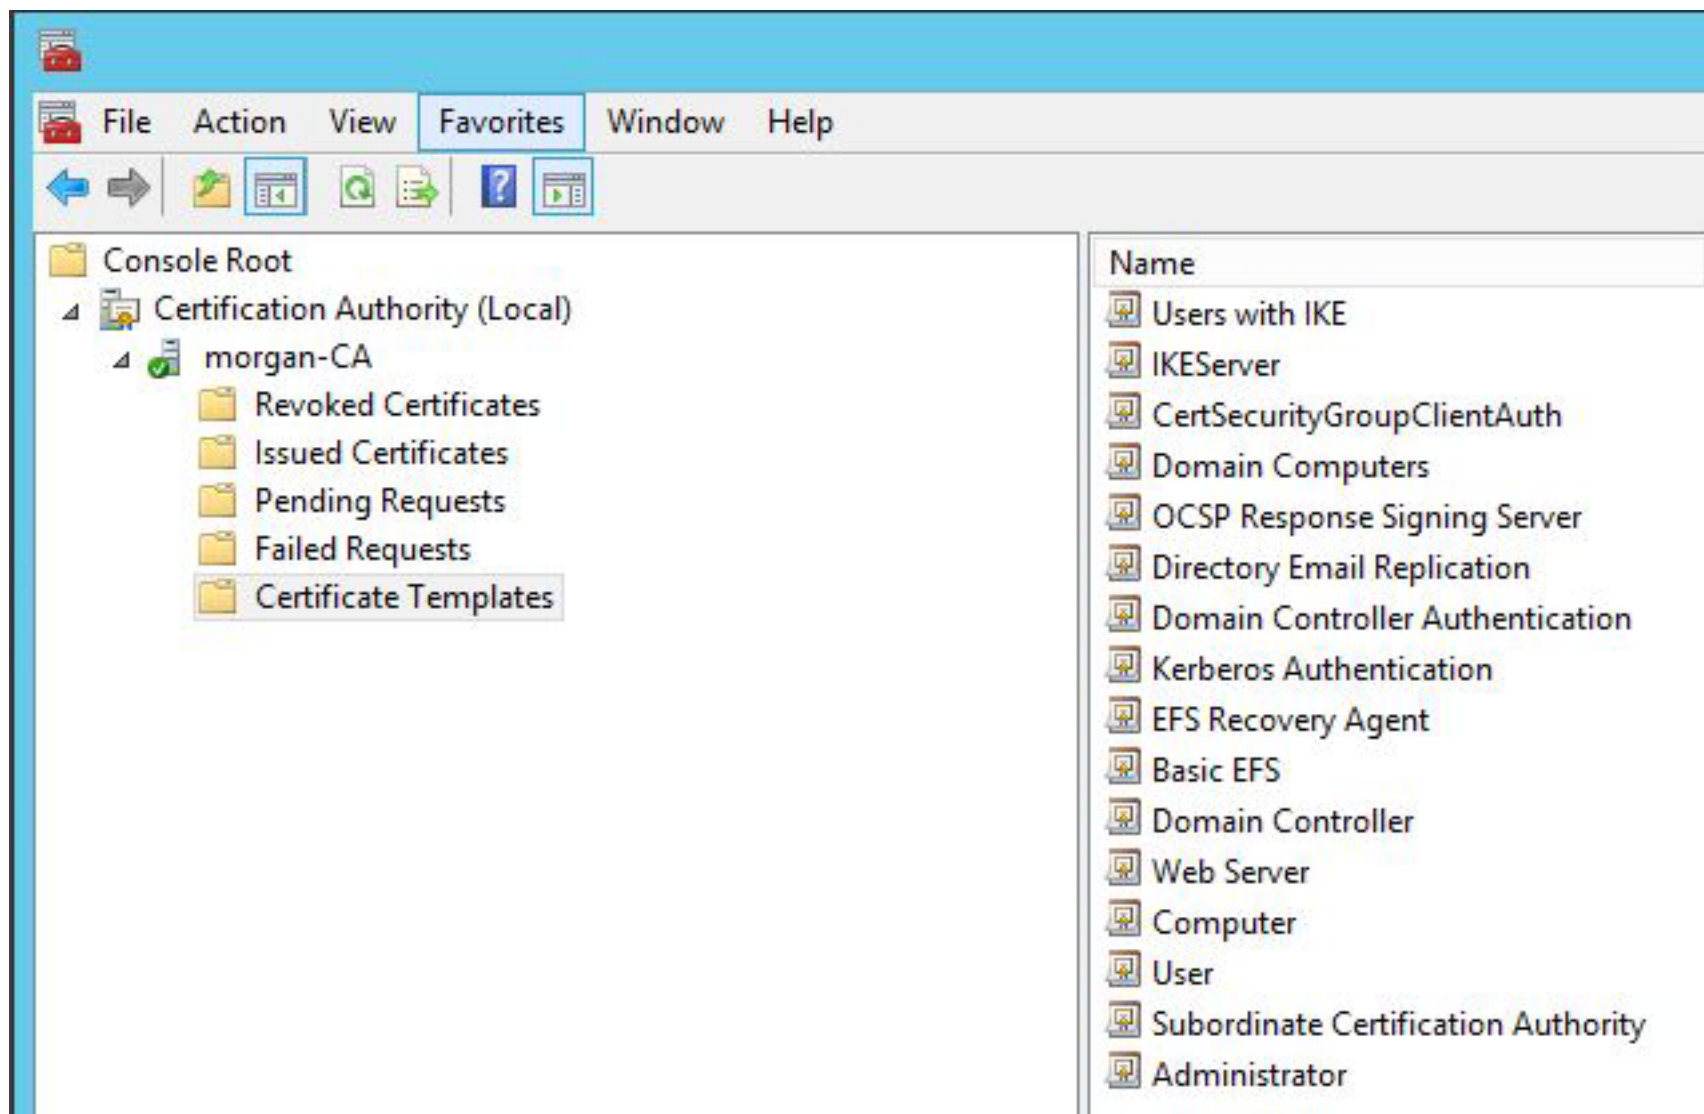 File Action View Favorites Window Help
Console Root
Certification Authority (Local)
morgan-CA
Revoked Certificates
Issued Certificates
Pending Requests
Failed Requests
Certificate Templates
Name
Users with IKE
IKEServer
CertSecurityGroupClientAuth
Domain Computers
OCSP Response Signing Server
Directory Email Replication
Domain Controller Authentication
Kerberos Authentication
EFS Recovery Agent
Basic EFS
Domain Controller
Web Server
Computer
User
Subordinate Certification Authority
Administrator